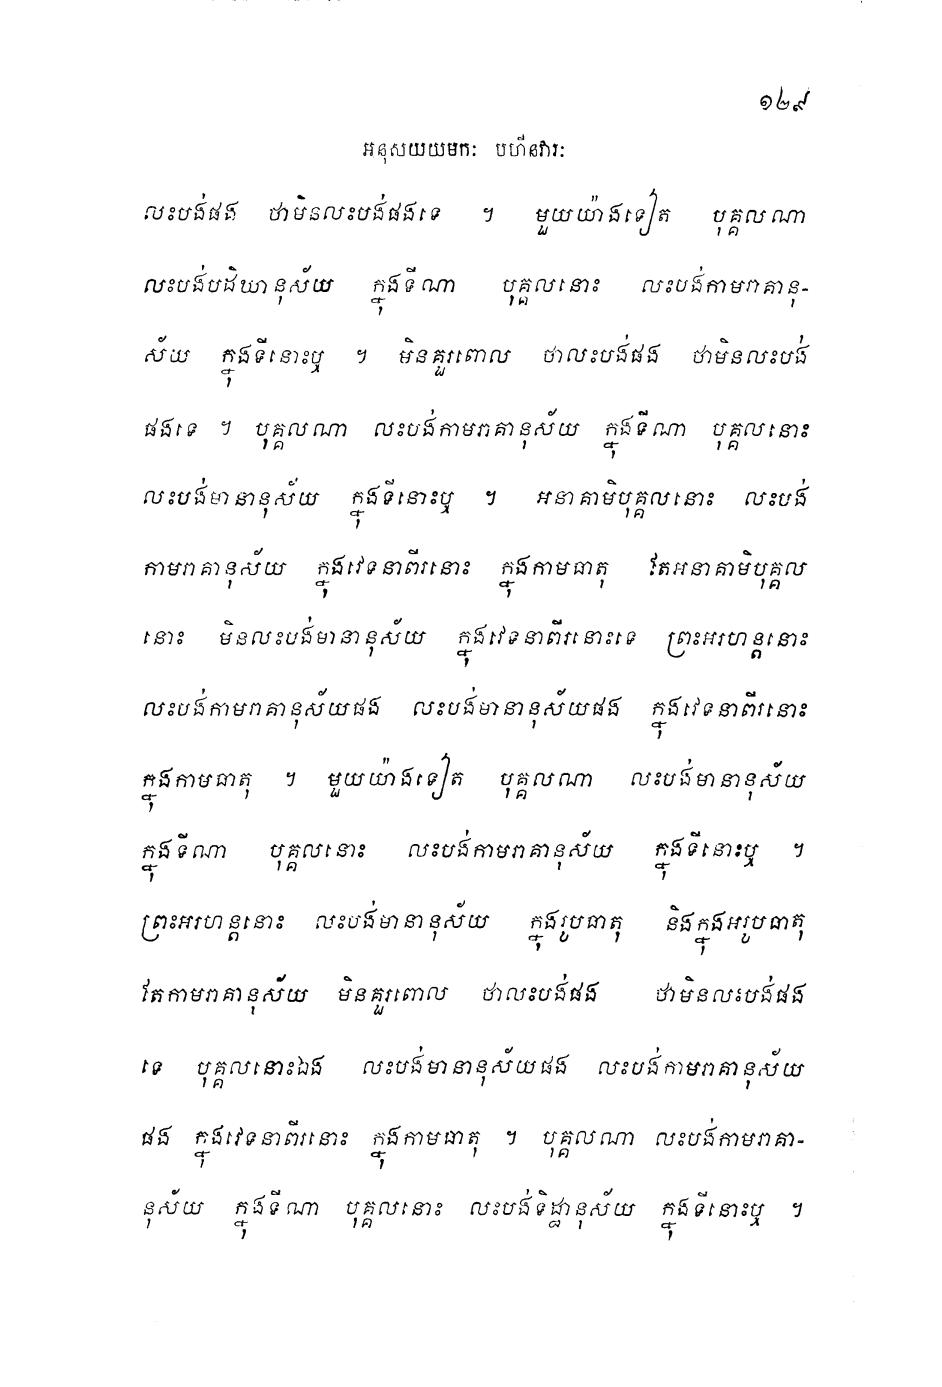 ១២៩
អនុសយយមកៈ បហីនវារៈ
លះបង់ផង ថាមិនលះបង់ផងទេ ។ មួយយ៉ាងទៀត បុគ្គលណា
លះបង់បដិឃានុស័យ ក្នុងទីណា បុគ្គលនោះ លះបង់កាមរាគានុ-
ស័យ ក្នុងទីនោះឬ ។ មិនគួរពោល ថាលះបង់ផង ថាមិនលះបង់
ផងទេ ។ បុគ្គលណា លះបង់កាមរាគានុស័យ ក្នុងទីណា បុគ្គលនោះ
លះបង់មានានុស័យ ក្នុងទីនោះឬ ។ អនាគាមិបុគ្គលនោះ លះបង់
កាមរាគានុស័យ ក្នុងវេទនាពីរនោះ ក្នុងកាមធាតុ តែអនាគាមិបុគ្គល
នោះ មិនលះបង់មានានុស័យ ក្នុងវេទនាពីរនោះទេ ព្រះអរហន្តនោះ
លះបង់កាមរាគានុស័យផង លះបង់មានានុស័យផង ក្នុងវេទនាពីរនោះ
ក្នុងកាមធាតុ ។ មួយយ៉ាងទៀត បុគ្គលណា លះបង់មានានុស័យ
ក្នុងទីណា បុគ្គលនោះ លះបង់កាមរាគានុស័យ ក្នុងទីនោះឬ ។
ព្រះអរហន្តនោះ លះបង់មានានុស័យ ក្នុងរូបធាតុ និងក្នុងអរូបធាតុ
តែកាមរាគានុស័យ មិនគួរពោល ថាលះបង់ផង ថាមិនលះបង់ផង
ទេ បុគ្គលនោះឯង លះបង់មានានុស័យផង លះបង់កាមរាគានុស័យ
ផង ក្នុងវេទនាពីរនោះ ក្នុងកាមធាតុ ។ បុគ្គលណា លះបង់កាមរាគា-
នុស័យ ក្នុងទីណា បុគ្គលនោះ លះបង់ទិដ្ឋានុស័យ ក្នុងទីនោះឬ ។